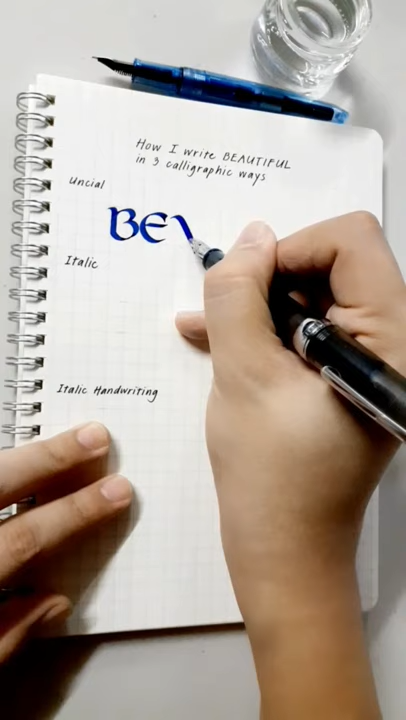 How I write BEAUTIFUL
in 3 calligraphic ways
Uncial
BE
Italic
Italic Handwriting